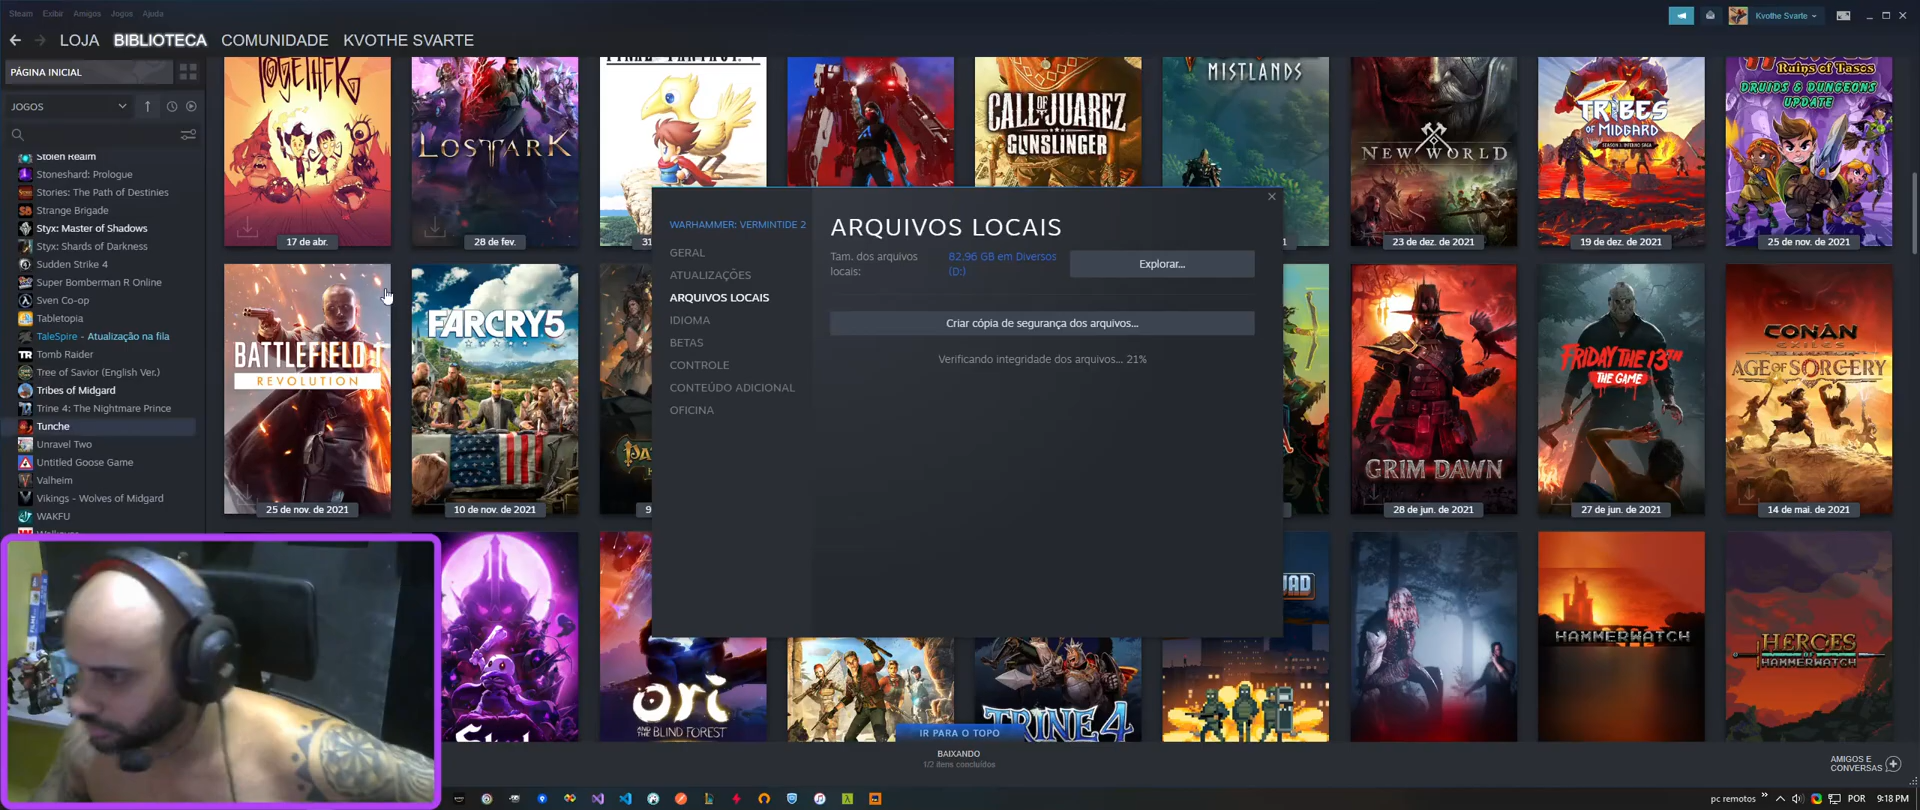 Steam Exibir Amigos Jogos Ajuda
Kvothe Svarte
LOJA BIBLIOTECA COMUNIDADE KVOTHE SVARTE
PÁGINA INICIAL
JOGOS
Stolen Realm
Stoneshard: Prologue
Stories: The Path of Destinies
Strange Brigade
Styx: Master of Shadows
Styx: Shards of Darkness
Sudden Strike 4
Super Bomberman R Online
Sven Co-op
Tabletopia
TaleSpire - Atualização na fila
Tomb Raider
Tree of Savior (English Ver.)
Tribes of Midgard
Trine 4: The Nightmare Prince
Tunche
Unravel Two
Untitled Goose Game
Valheim
Vikings - Wolves of Midgard
WAKFU
TOGETHER
LOST ARK
FINAL FANTASY V
CALL OF JUAREZ
GUNSLINGER
MISTLANDS
NEW WORLD
TRIBES
OF MIDGARD
SEASON 1: INFERNO SAGA
Ruins of Tasos
DRUIDS & DUNGEONS
UPDATE
17 de abr.
28 de fev.
31
23 de dez. de 2021
19 de dez. de 2021
25 de nov. de 2021
WARHAMMER: VERMINTIDE 2
GERAL
ATUALIZAÇÕES
ARQUIVOS LOCAIS
IDIOMA
BETAS
CONTROLE
CONTEÚDO ADICIONAL
OFICINA
ARQUIVOS LOCAIS
Tam. dos arquivos
locais:
82.96 GB em Diversos
(D:)
Explorar...
Criar cópia de segurança dos arquivos...
Verificando integridade dos arquivos... 21%
BATTLEFIELD 1
REVOLUTION
FARCRY5
GRIM DAWN
FRIDAY THE 13TH
THE GAME
CONAN
EXILES
AGE OF SORCERY
25 de nov. de 2021
10 de nov. de 2021
9
28 de jun. de 2021
27 de jun. de 2021
14 de mai. de 2021
ori
AND THE BLIND FOREST
TRINE 4
HAMMERWATCH
HEROES
OF
HAMMERWATCH
IR PARA O TOPO
BAIXANDO
1/2 itens concluídos
AMIGOS E
CONVERSAS
pc remotos
POR
9:18 PM